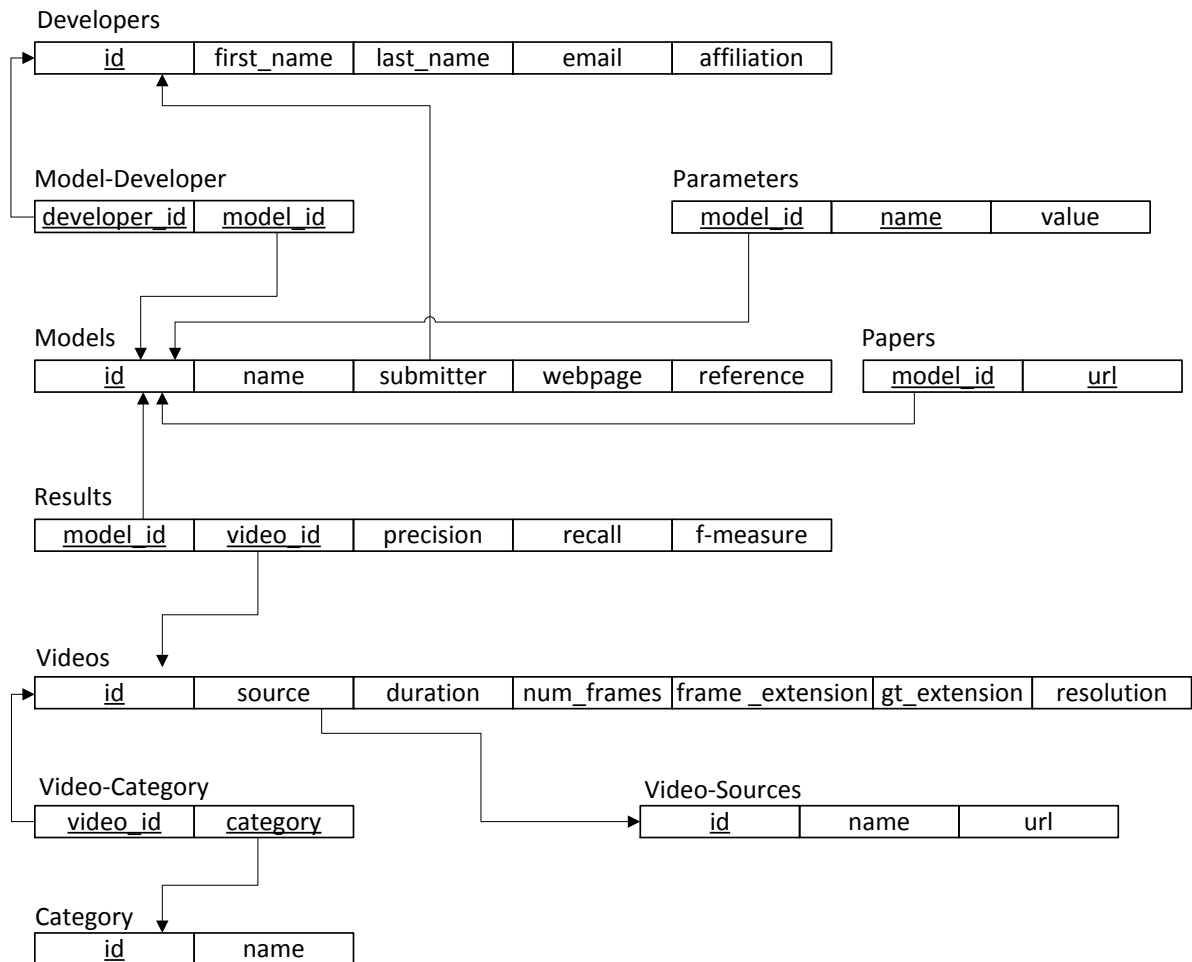 Developers
id first_name last_name email affiliation
Model-Developer Parameters
developer_id model_id model_id name value
Models Papers
id name submitter webpage reference model_id url
Results
model_id video_id precision recall f-measure
Videos
id source duration num_frames frame _extension gt_extension resolution
Video-Category Video-Sources
video_id category id name url
Category
id name